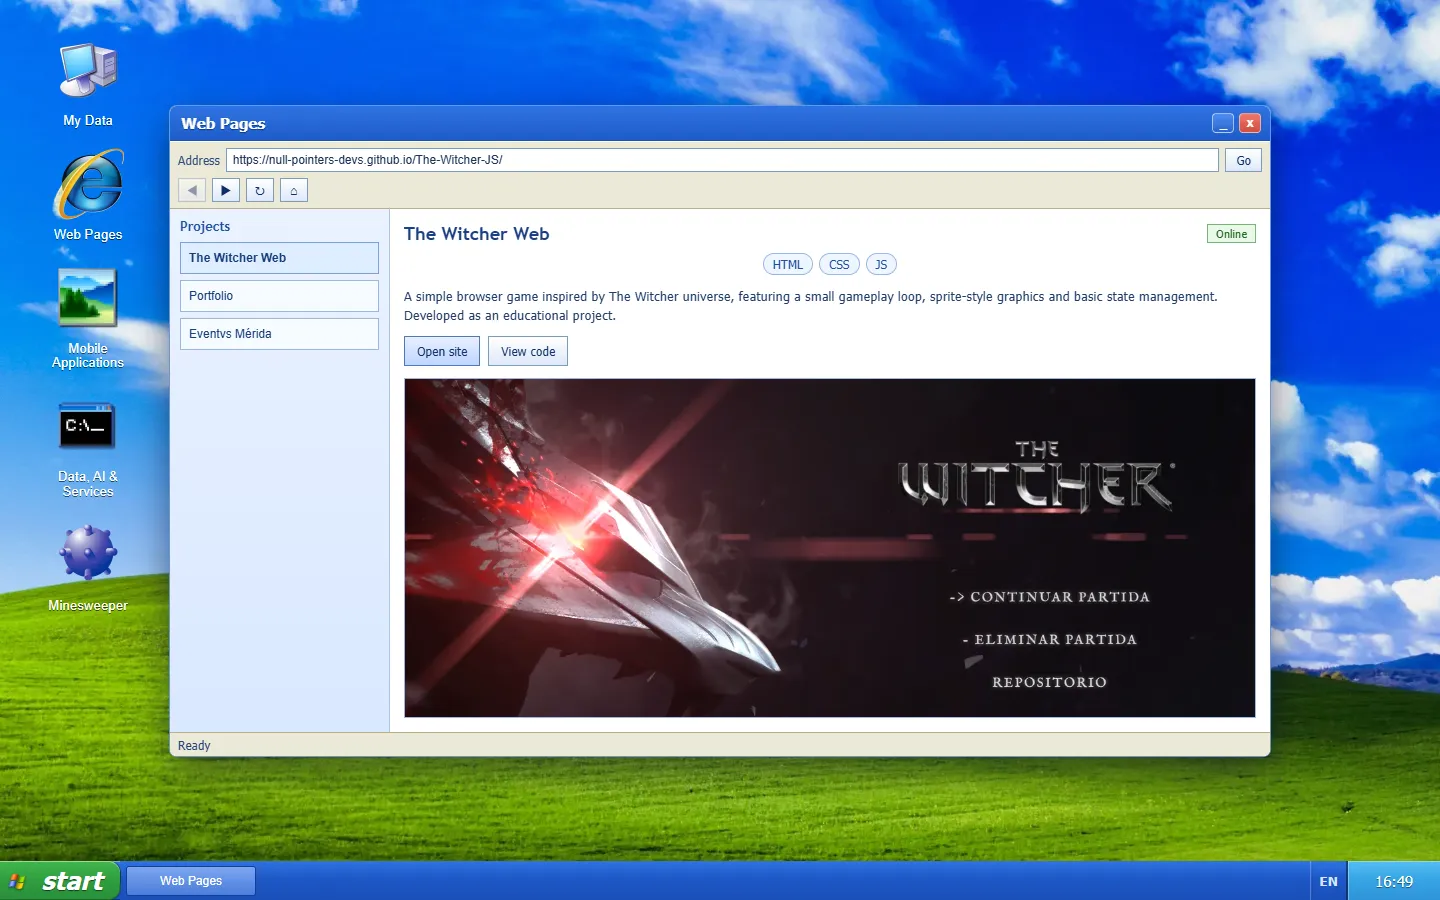 My Data
Web Pages
Mobile
Applications
C:\_
Data, AI &
Services
Minesweeper
Web Pages
_
x
Address
https://null-pointers-devs.github.io/The-Witcher-JS/
Go
Projects
The Witcher Web
Portfolio
Eventvs Mérida
The Witcher Web
Online
HTML
CSS
JS
A simple browser game inspired by The Witcher universe, featuring a small gameplay loop, sprite-style graphics and basic state management.
Developed as an educational project.
Open site
View code
THE
WITCHER
-> CONTINUAR PARTIDA
- ELIMINAR PARTIDA
REPOSITORIO
Ready
start
Web Pages
EN
16:49